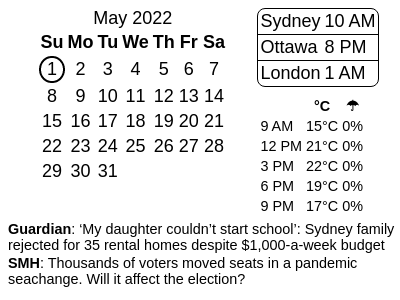 May 2022
Su Mo Tu We Th Fr Sa
1 2 3 4 5 6 7
8 9 10 11 12 13 14
15 16 17 18 19 20 21
22 23 24 25 26 27 28
29 30 31
Sydney 10 AM
Ottawa 8 PM
London 1 AM
°C ☂
9 AM 15°C 0%
12 PM 21°C 0%
3 PM 22°C 0%
6 PM 19°C 0%
9 PM 17°C 0%
Guardian: ‘My daughter couldn’t start school’: Sydney family
rejected for 35 rental homes despite $1,000-a-week budget
SMH: Thousands of voters moved seats in a pandemic
seachange. Will it affect the election?